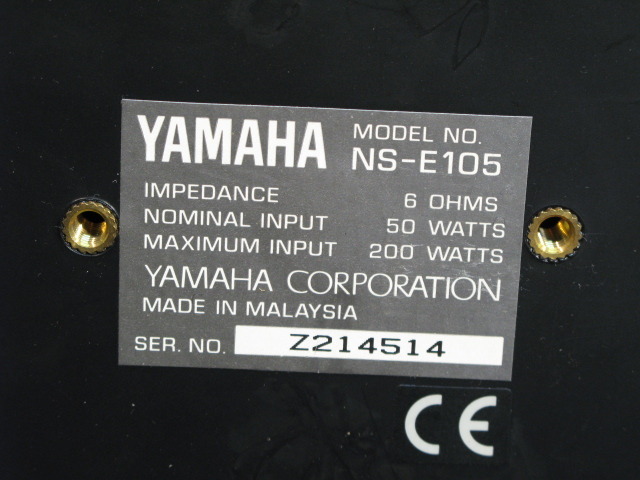 YAMAHA MODEL NO. NS-E105
IMPEDANCE 6 OHMS
NOMINAL INPUT 50 WATTS
MAXIMUM INPUT 200 WATTS
YAMAHA CORPORATION
MADE IN MALAYSIA
SER. NO. Z214514
CE